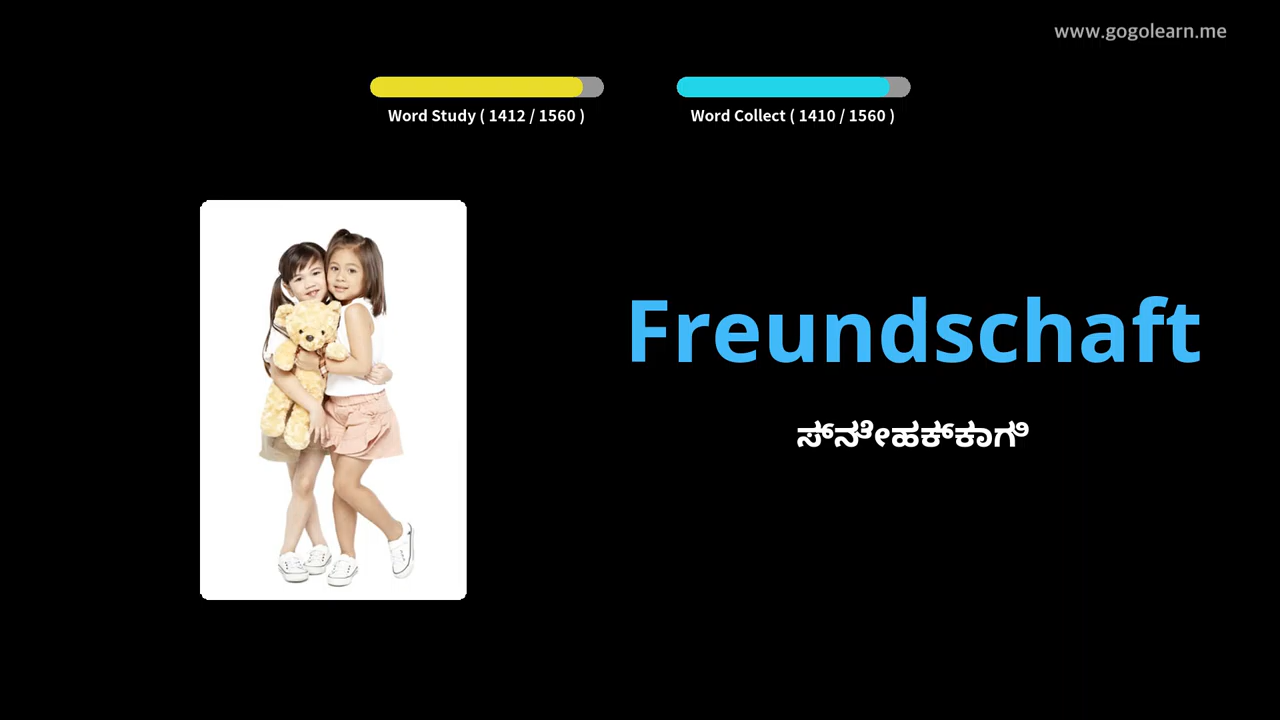 www.gogolearn.me
Word Study ( 1412 / 1560 )
Word Collect ( 1410 / 1560 )
Freundschaft
ಸ್ನೇಹಕ್ಕಾಗಿ